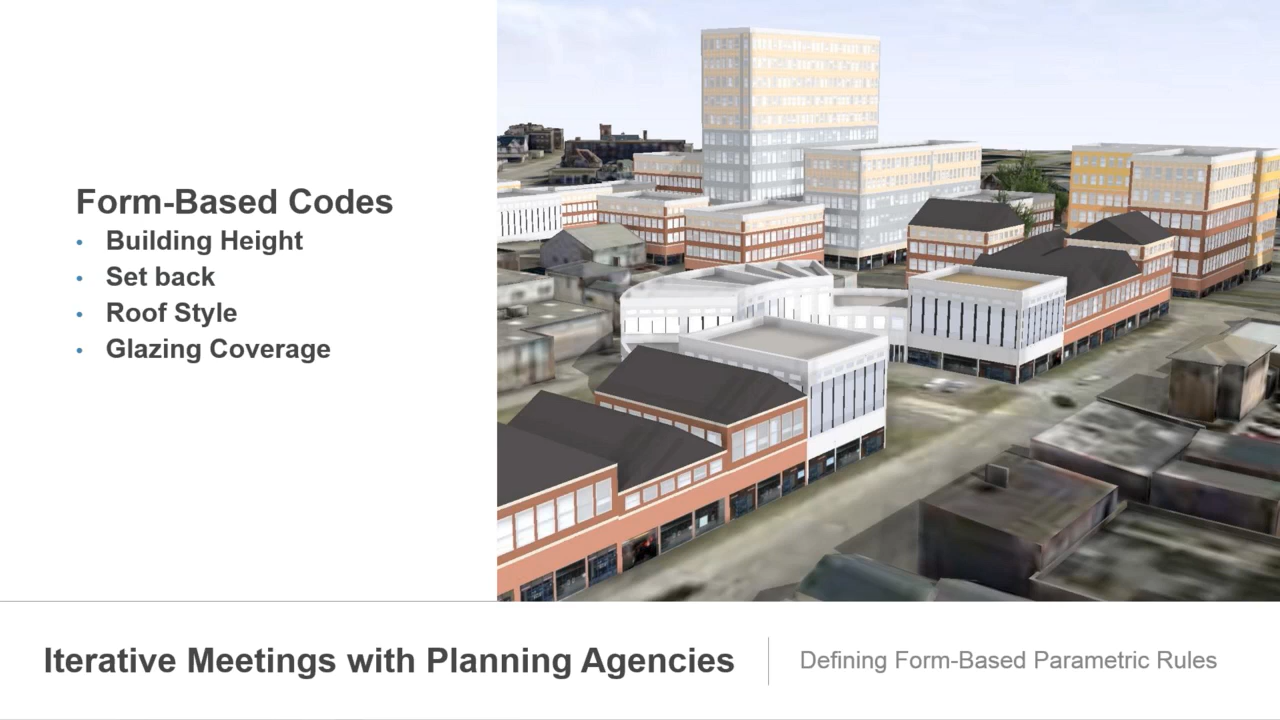 Form-Based Codes
• Building Height
• Set back
• Roof Style
• Glazing Coverage
Iterative Meetings with Planning Agencies
Defining Form-Based Parametric Rules